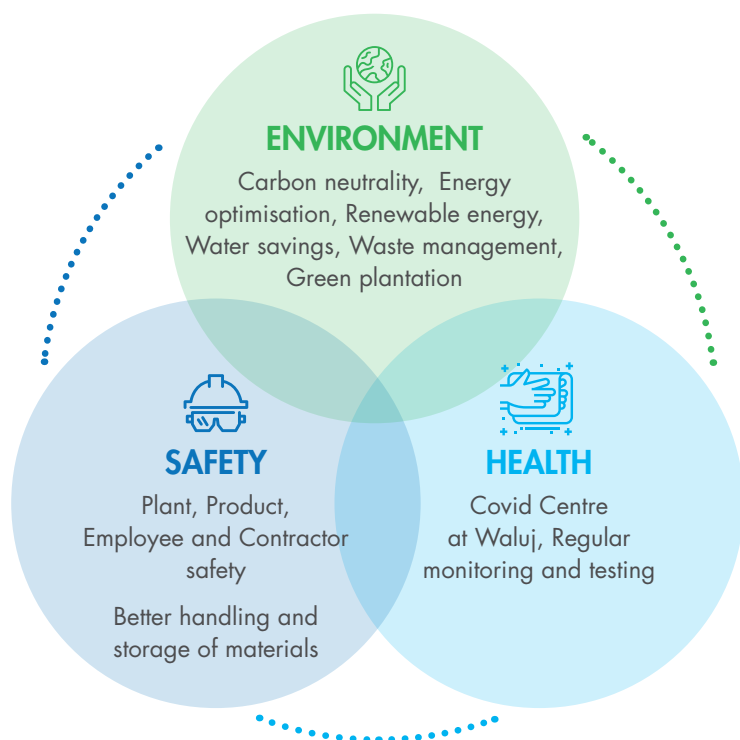 ENVIRONMENT
Carbon neutrality, Energy
optimisation, Renewable energy,
Water savings, Waste management,
Green plantation
SAFETY
Plant, Product,
Employee and Contractor
safety
Better handling and
storage of materials
HEALTH
Covid Centre
at Waluj, Regular
monitoring and testing